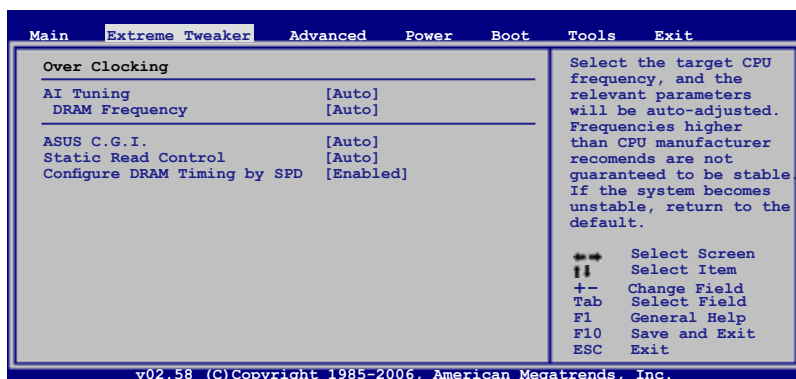 Main Extreme Tweaker Advanced Power Boot Tools Exit
Over Clocking
AI Tuning [Auto]
DRAM Frequency [Auto]
ASUS C.G.I. [Auto]
Static Read Control [Auto]
Configure DRAM Timing by SPD [Enabled]
Select the target CPU
frequency, and the
relevant parameters
will be auto-adjusted.
Frequencies higher
than CPU manufacturer
recomends are not
guaranteed to be stable.
If the system becomes
unstable, return to the
default.
←→ Select Screen
↑↓ Select Item
+- Change Field
Tab Select Field
F1 General Help
F10 Save and Exit
ESC Exit
v02.58 (C)Copyright 1985-2006, American Megatrends, Inc.